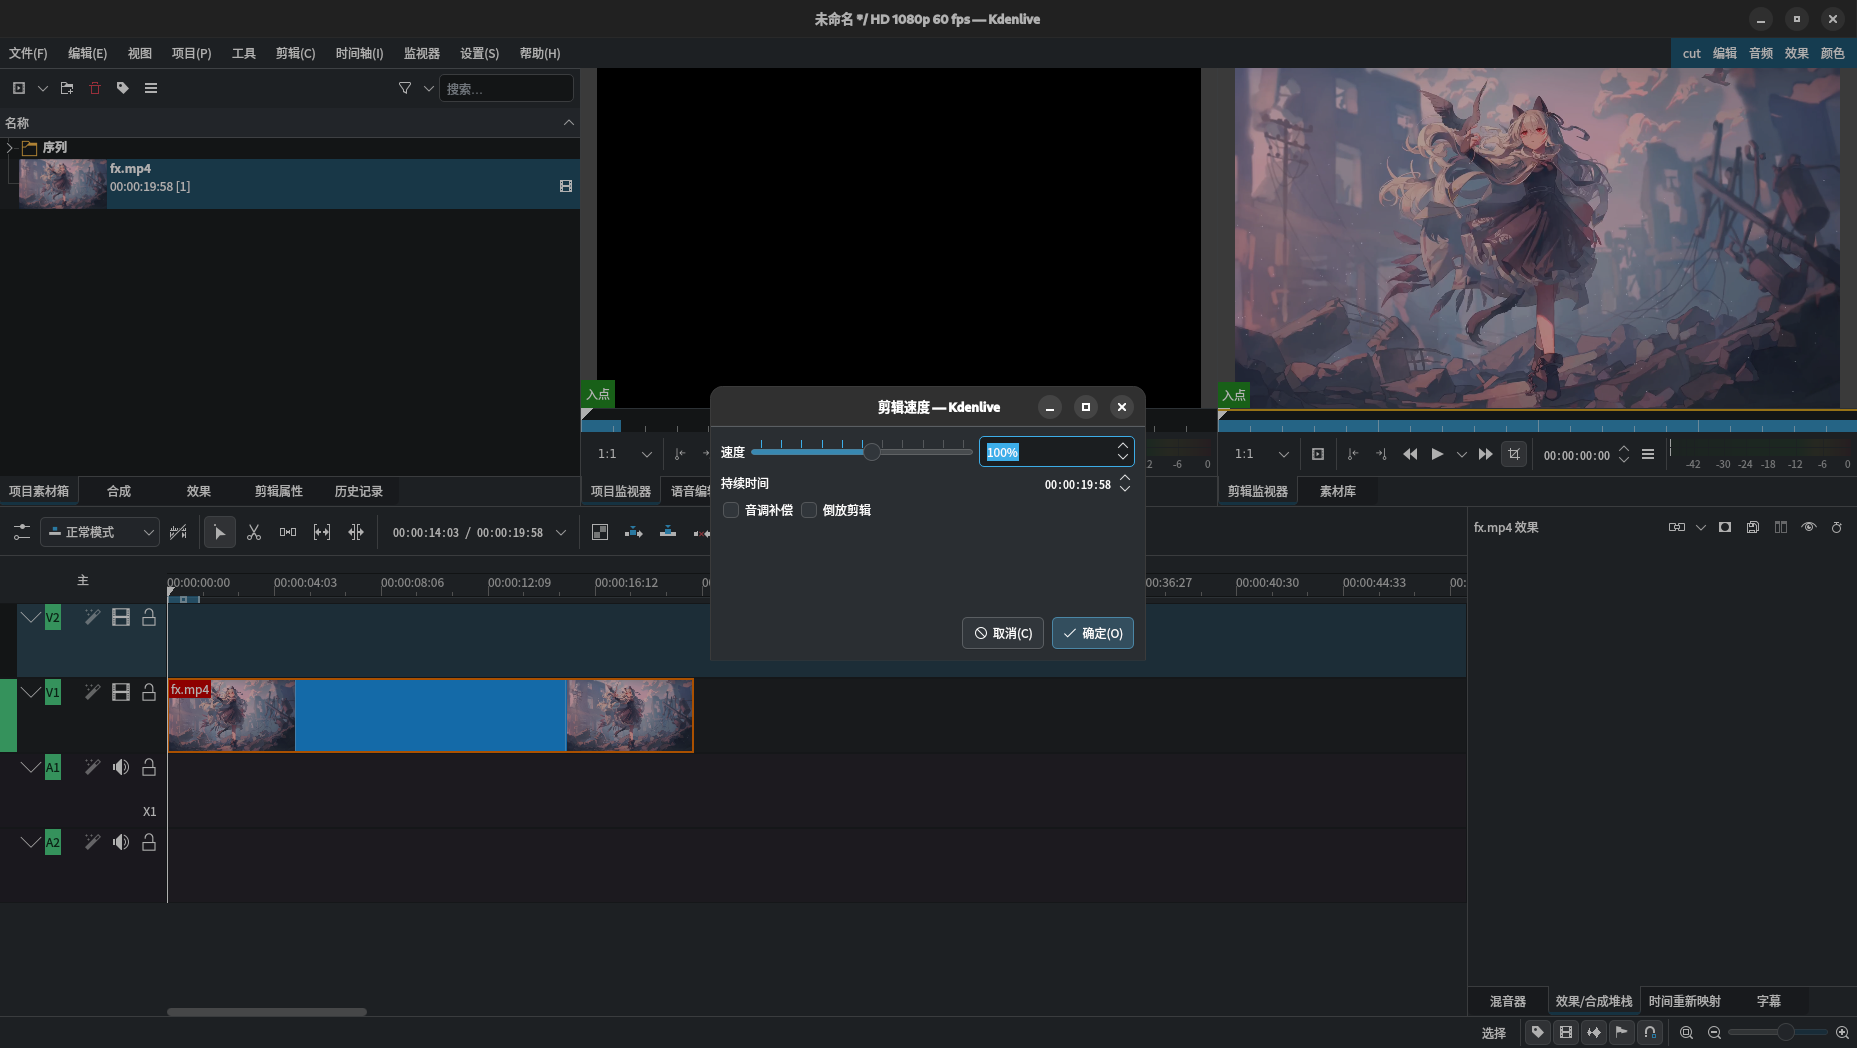 未命名 */ HD 1080p 60 fps — Kdenlive
文件(F) 编辑(E) 视图 项目(P) 工具 剪辑(C) 时间轴(I) 监视器 设置(S) 帮助(H)
cut 编辑 音频 效果 颜色
搜索...
名称
序列
fx.mp4
00:00:19:58 [1]
入点
入点
1:1
2 -6 0
1:1
00:00:00:00
-42 -30 -24 -18 -12 -6 0
项目素材箱 合成 效果 剪辑属性 历史记录
项目监视器 语音编辑
剪辑监视器 素材库
剪辑速度 — Kdenlive
速度 100%
持续时间 00:00:19:58
音调补偿 倒放剪辑
取消(C) 确定(O)
正常模式
00:00:14:03 / 00:00:19:58
fx.mp4 效果
主
00:00:00:00 00:00:04:03 00:00:08:06 00:00:12:09 00:00:16:12 00:36:27 00:00:40:30 00:00:44:33 00:
V2
V1
fx.mp4
A1
X1
A2
混音器 效果/合成堆栈 时间重新映射 字幕
选择